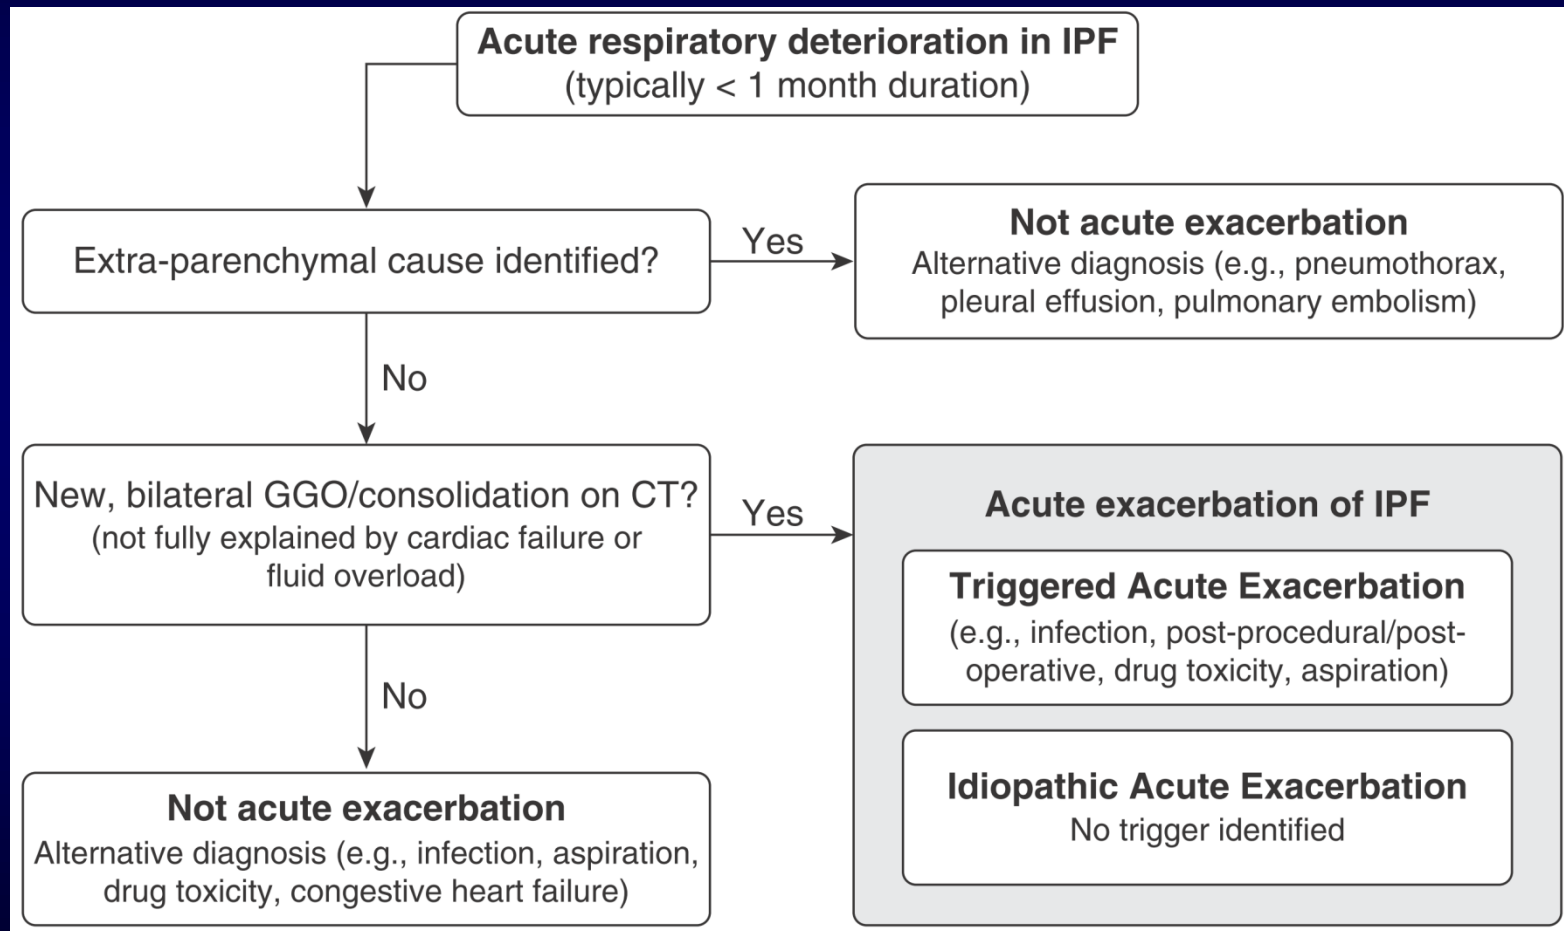 Acute respiratory deterioration in IPF
(typically < 1 month duration)
Extra-parenchymal cause identified?
Yes
Not acute exacerbation
Alternative diagnosis (e.g., pneumothorax,
pleural effusion, pulmonary embolism)
No
New, bilateral GGO/consolidation on CT?
(not fully explained by cardiac failure or
fluid overload)
Yes
Acute exacerbation of IPF
Triggered Acute Exacerbation
(e.g., infection, post-procedural/post-
operative, drug toxicity, aspiration)
Idiopathic Acute Exacerbation
No trigger identified
No
Not acute exacerbation
Alternative diagnosis (e.g., infection, aspiration,
drug toxicity, congestive heart failure)